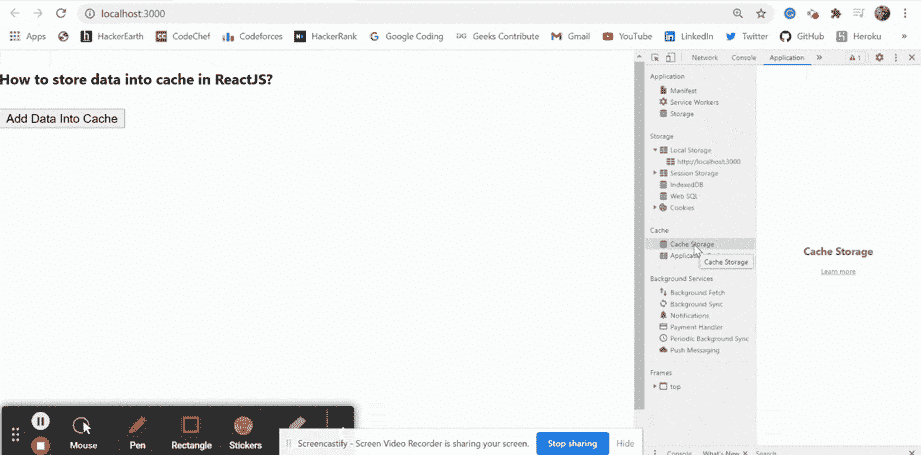 localhost:3000
Apps HackerEarth CodeChef Codeforces HackerRank Google Coding Geeks Contribute Gmail YouTube LinkedIn Twitter GitHub Heroku »
How to store data into cache in ReactJS?
Add Data Into Cache
Network Console Application » 1
Application
Manifest
Service Workers
Storage
Storage
Local Storage
http://localhost:3000
Session Storage
IndexedDB
Web SQL
Cookies
Cache
Cache Storage
Cache Storage
Background Services
Background Fetch
Background Sync
Notifications
Payment Handler
Periodic Background Sync
Push Messaging
Frames
top
Cache Storage
Learn more
Mouse Pen Rectangle Stickers
Screencastify - Screen Video Recorder is sharing your screen. Stop sharing Hide
Console What's New × Search